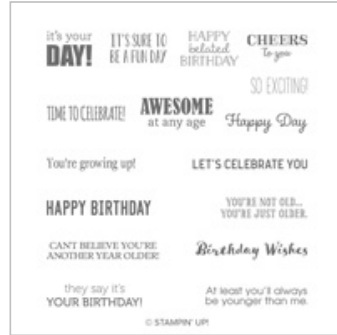 it's your
DAY!
IT'S SURE TO
BE A FUN DAY
HAPPY
belated
BIRTHDAY
CHEERS
to you
SO EXCITING!
TIME TO CELEBRATE!
AWESOME
at any age
Happy Day
You're growing up!
LET'S CELEBRATE YOU
HAPPY BIRTHDAY
YOU'RE NOT OLD...
YOU'RE JUST OLDER.
CAN'T BELIEVE YOU'RE
ANOTHER YEAR OLDER!
Birthday Wishes
they say it's
YOUR BIRTHDAY!
At least you'll always
be younger than me.
© STAMPIN' UP!